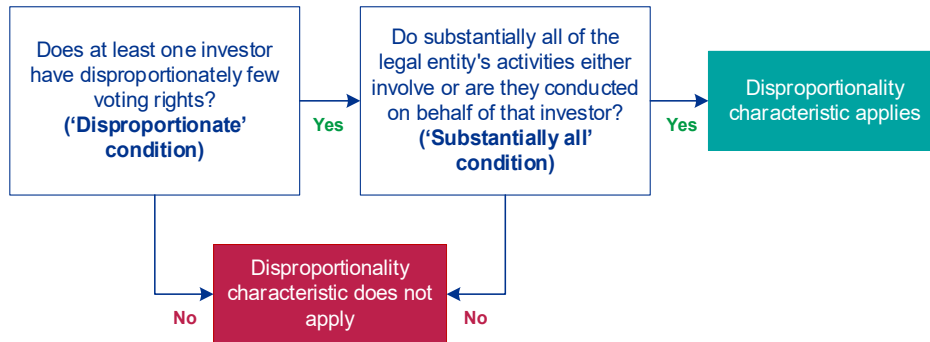 Does at least one investor
have disproportionately few
voting rights?
(‘Disproportionate’
condition)
Yes
Do substantially all of the
legal entity's activities either
involve or are they conducted
on behalf of that investor?
(‘Substantially all’
condition)
Yes
Disproportionality
characteristic applies
No
Disproportionality
characteristic does not
apply
No